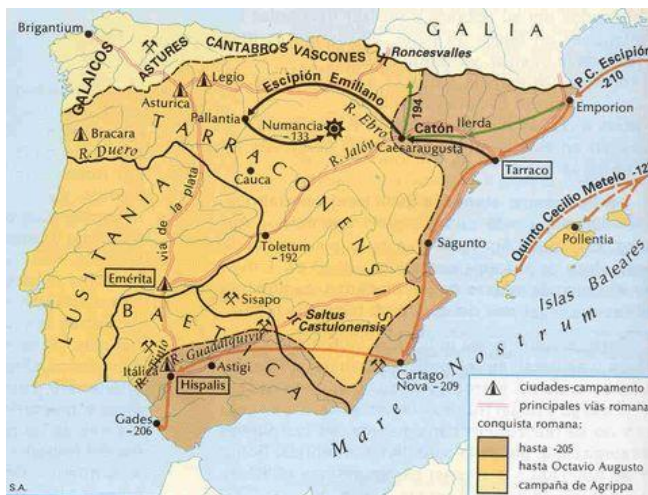 GALIA
Brigantium
CÁNTABROS
VASCONES
Roncesvalles
ASTURES
GALAICOS
Legio
Asturica
P.C. Escipión
-210
Emporion
Escipión Emiliano
194
Pallantia
R. Ebro
Catón
Ilerda
Bracara
Numancia
-133
Caesaraugusta
R. Duero
TARRACONENSIS
R. Jalón
Tarraco
Cauca
Quinto Cecilio Metelo -12
vía de la plata
LUSITANIA
Toletum
-192
Sagunto
Pollentia
Emérita
Islas Baleares
Sisapo
BAETICA
Saltus
Castulonensis
Mare Nostrum
R. Guadalquivir
Itálica
Astigi
Hispalis
Cartago
Nova -209
Gades
-206
ciudades-campamento
principales vías romana
conquista romana:
hasta -205
hasta Octavio Augusto
campaña de Agrippa
S.A.